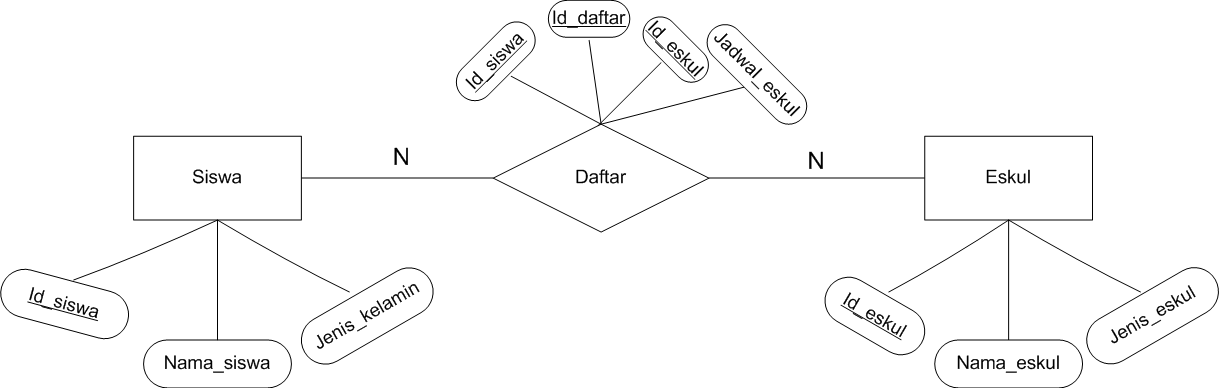 Id_daftar
Id_siswa
Id_eskul
Jadwal_eskul
Siswa
N
Daftar
N
Eskul
Id_siswa
Nama_siswa
Jenis_kelamin
Id_eskul
Nama_eskul
Jenis_eskul